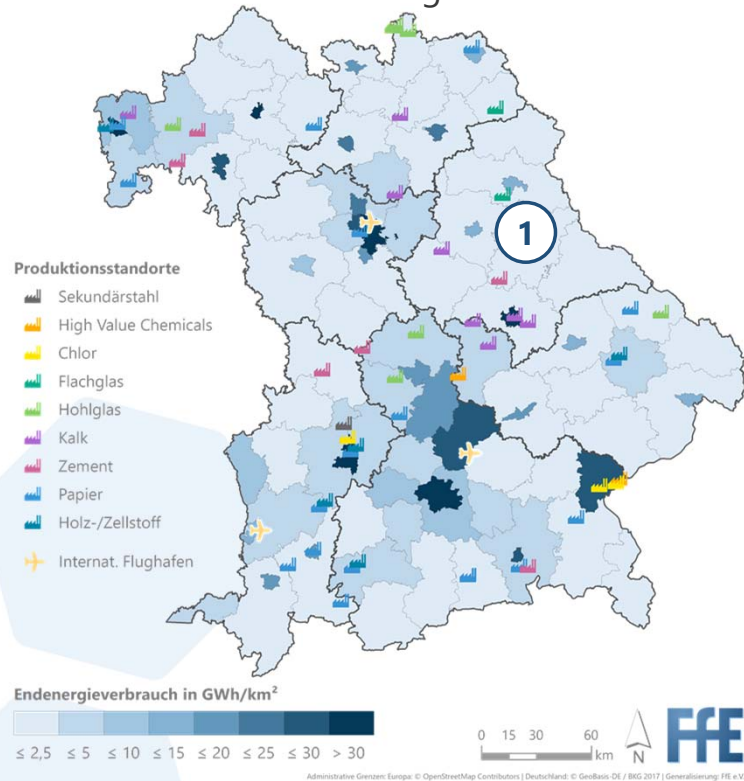 1
Produktionsstandorte
Sekundärstahl
High Value Chemicals
Chlor
Flachglas
Hohlglas
Kalk
Zement
Papier
Holz-/Zellstoff
Internat. Flughafen
Endenergieverbrauch in GWh/km²
≤ 2,5 ≤ 5 ≤ 10 ≤ 15 ≤ 20 ≤ 25 ≤ 30 > 30
0 15 30 60
km N
FfE
Administrative Grenzen: Europa: © OpenStreetMap Contributors | Deutschland: © GeoBasis-DE / BKG 2017 | Generalisierung: FfE e.V.